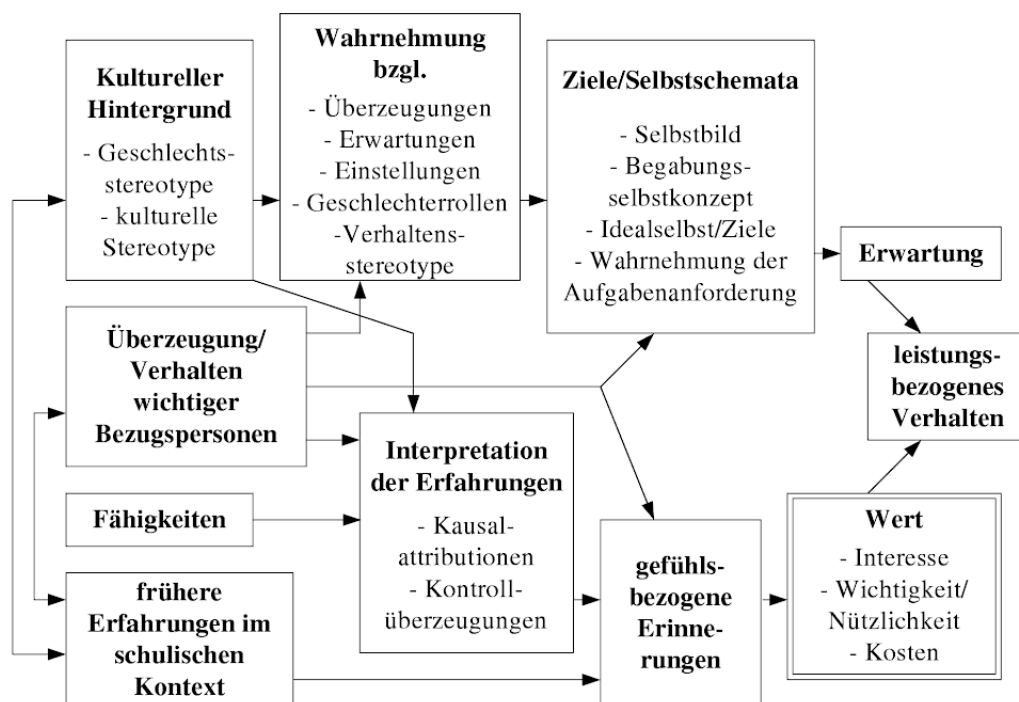 Kultureller
Hintergrund
- Geschlechts-
stereotype
- kulturelle
Stereotype
Wahrnehmung
bzgl.
- Überzeugungen
- Erwartungen
- Einstellungen
- Geschlechterrollen
-Verhaltens-
stereotype
Ziele/Selbstschemata
- Selbstbild
- Begabungs-
selbstkonzept
- Idealselbst/Ziele
- Wahrnehmung der
Aufgabenanforderung
Erwartung
Überzeugung/
Verhalten
wichtiger
Bezugspersonen
leistungs-
bezogenes
Verhalten
Interpretation
der Erfahrungen
- Kausal-
attributionen
- Kontroll-
überzeugungen
Fähigkeiten
frühere
Erfahrungen im
schulischen
Kontext
gefühls-
bezogene
Erinne-
rungen
Wert
- Interesse
- Wichtigkeit/
Nützlichkeit
- Kosten